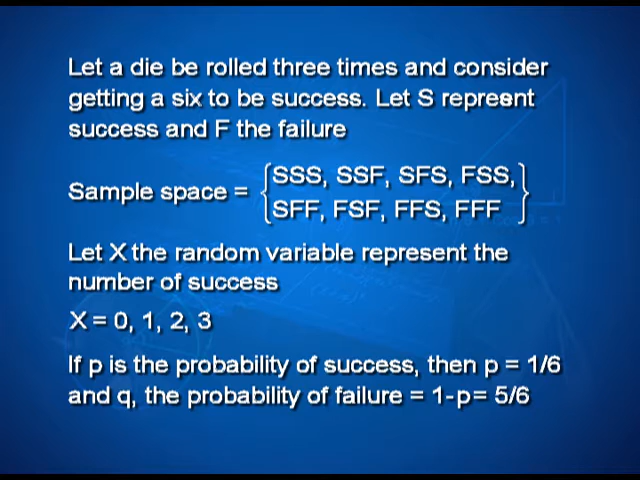 Let a die be rolled three times and consider
getting a six to be success. Let S represent
success and F the failure
Sample space = {SSS, SSF, SFS, FSS,
SFF, FSF, FFS, FFF}
Let X the random variable represent the
number of success
X = 0, 1, 2, 3
If p is the probability of success, then p = 1/6
and q, the probability of failure = 1-p= 5/6